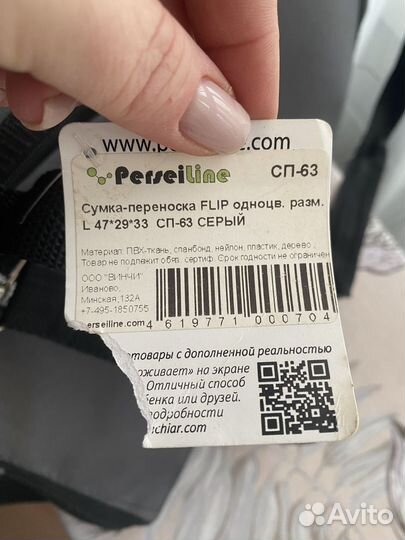 www.pe
ne.com
PerseiLine
СП-63
Сумка-переноска FLIP одноцв. разм.
L 47*29*33 СП-63 СЕРЫЙ
Материал: ПВХ-ткань, спанбонд, нейлон, пластик, дерево.
Товар не подлежит обяз. сертиф. Срок годности не ограничен
ООО "ВИНЧИ"
Иваново,
Минская,132А
+7-495-1850755
perseiline.com
4 619771 000704
товары с дополненной реальностью
оживает» на экране
Отличный способ
бенка или друзей.
подробности
chiar.com
Avito